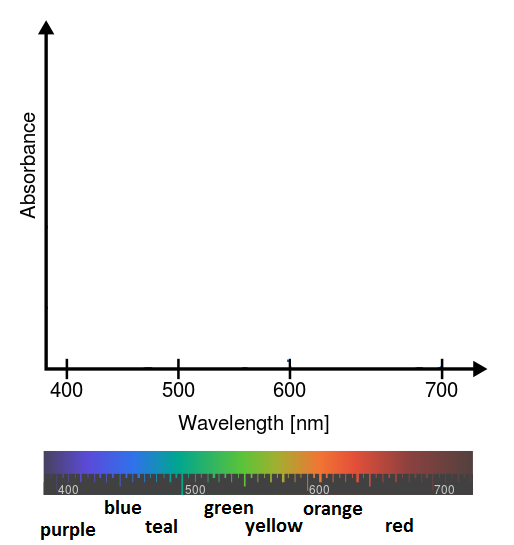 Absorbance
400 500 600 700
Wavelength [nm]
400 500 600 700
blue green orange
purple teal yellow red